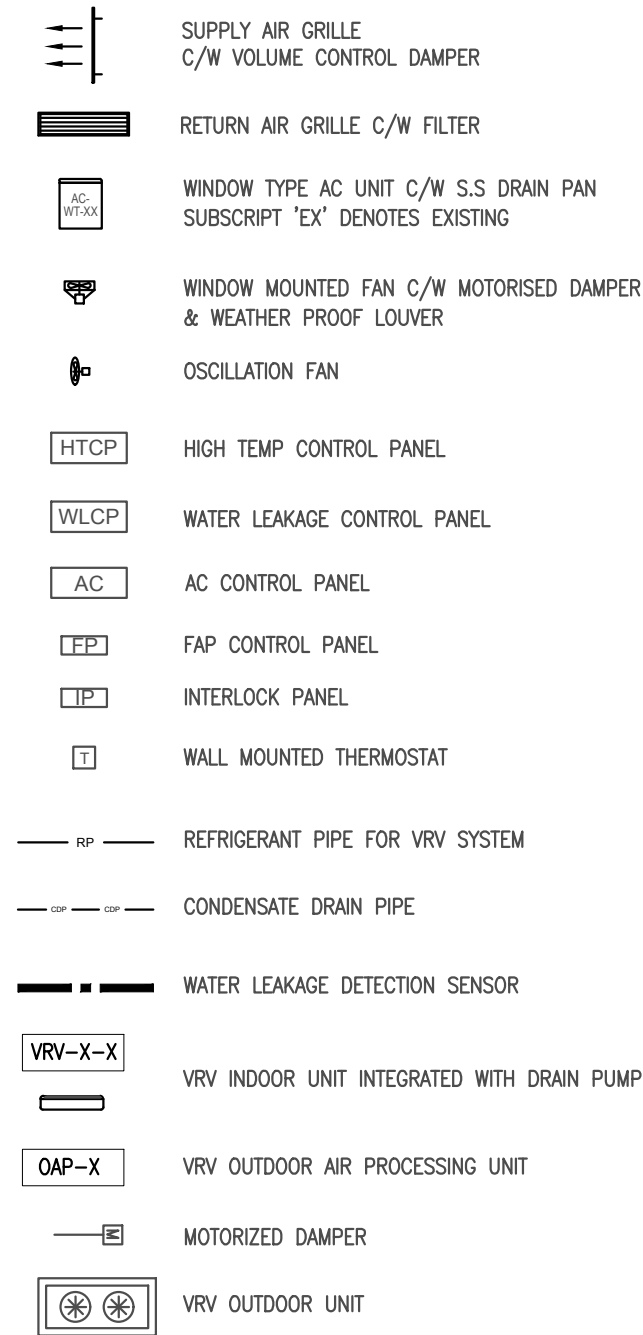 SUPPLY AIR GRILLE
C/W VOLUME CONTROL DAMPER
RETURN AIR GRILLE C/W FILTER
AC-
WT-XX
WINDOW TYPE AC UNIT C/W S.S DRAIN PAN
SUBSCRIPT 'EX' DENOTES EXISTING
WINDOW MOUNTED FAN C/W MOTORISED DAMPER
& WEATHER PROOF LOUVER
OSCILLATION FAN
HTCP HIGH TEMP CONTROL PANEL
WLCP WATER LEAKAGE CONTROL PANEL
AC AC CONTROL PANEL
FP FAP CONTROL PANEL
IP INTERLOCK PANEL
T WALL MOUNTED THERMOSTAT
RP REFRIGERANT PIPE FOR VRV SYSTEM
CDP CDP CONDENSATE DRAIN PIPE
WATER LEAKAGE DETECTION SENSOR
VRV-X-X
VRV INDOOR UNIT INTEGRATED WITH DRAIN PUMP
OAP-X VRV OUTDOOR AIR PROCESSING UNIT
M MOTORIZED DAMPER
VRV OUTDOOR UNIT